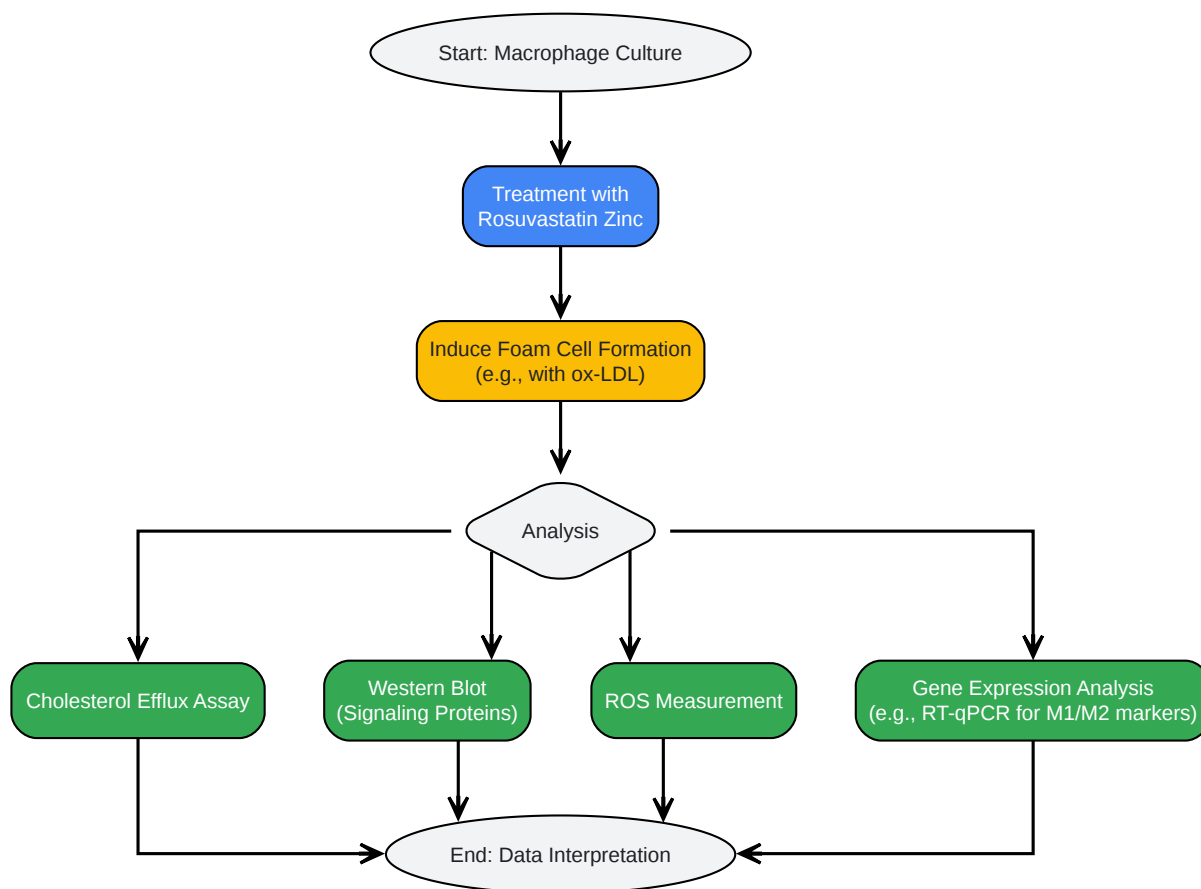 Start: Macrophage Culture
Treatment with
Rosuvastatin Zinc
Induce Foam Cell Formation
(e.g., with ox-LDL)
Analysis
Cholesterol Efflux Assay
Western Blot
(Signaling Proteins)
ROS Measurement
Gene Expression Analysis
(e.g., RT-qPCR for M1/M2 markers)
End: Data Interpretation